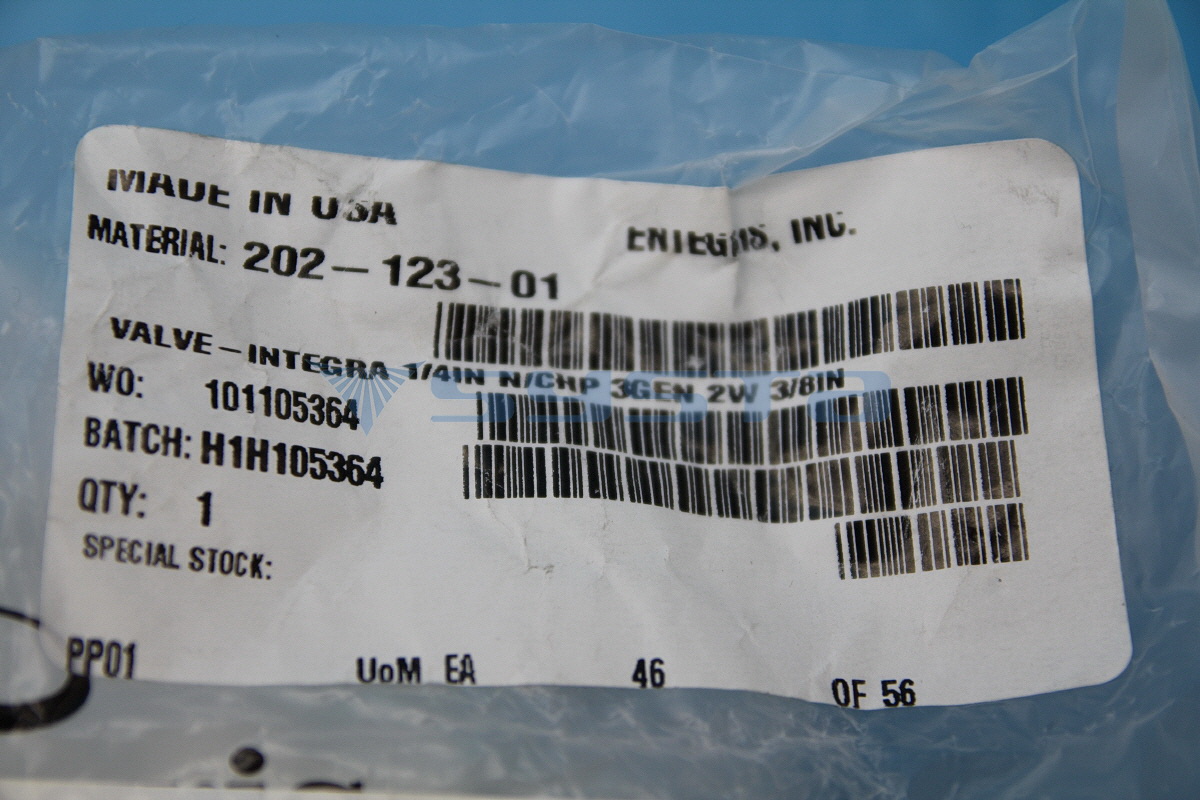 MADE IN USA
ENTEGRIS, INC.
MATERIAL: 202-123-01
VALVE-INTEGRA 1/4IN N/CHP 3GEN 2W 3/8IN
WO: 101105364
BATCH: H1H105364
QTY: 1
SPECIAL STOCK:
PP01 UoM EA 46 OF 56